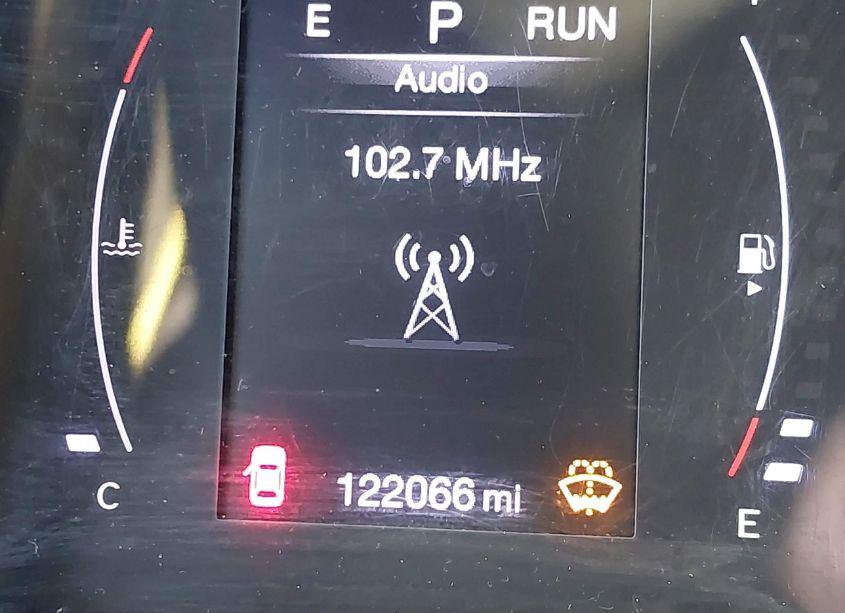 E P RUN
Audio
102.7 MHz
C
122066 mi
E